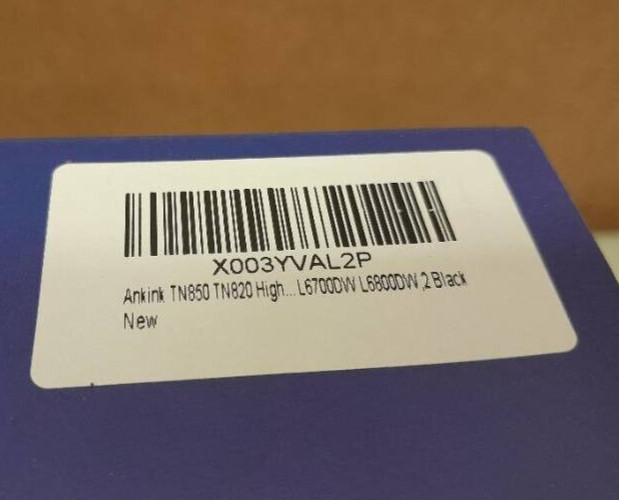 X003YVAL2P
Ankink TN850 TN820 High... L6700DW L6800DW ,2 Black
New